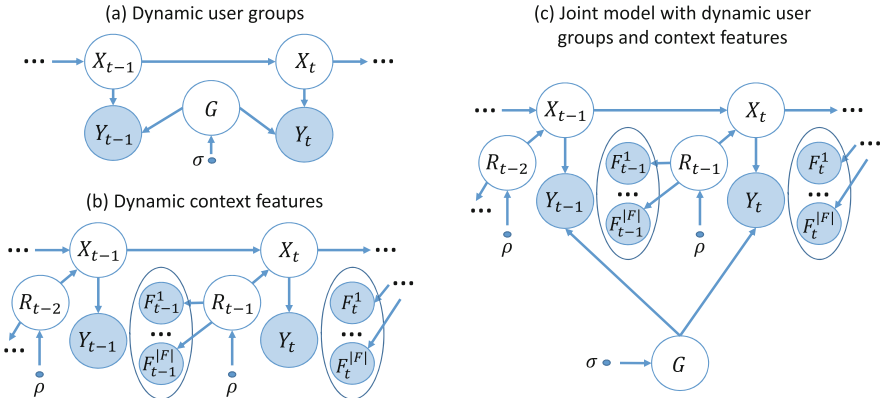 (a) Dynamic user groups
... X_{t−1} X_t ...
G
Y_{t−1} Y_t
σ
(b) Dynamic context features
... X_{t−1} X_t ...
...
R_{t−2} F^1_{t−1} R_{t−1} F^1_t
Y_{t−1} ... Y_t ...
...
F^{|F|}_{t−1} F^{|F|}_t
ρ ρ
(c) Joint model with dynamic user
groups and context features
... X_{t−1} X_t ...
...
R_{t−2} F^1_{t−1} R_{t−1} F^1_t
Y_{t−1} ... Y_t ...
...
F^{|F|}_{t−1} F^{|F|}_t
ρ ρ
σ G